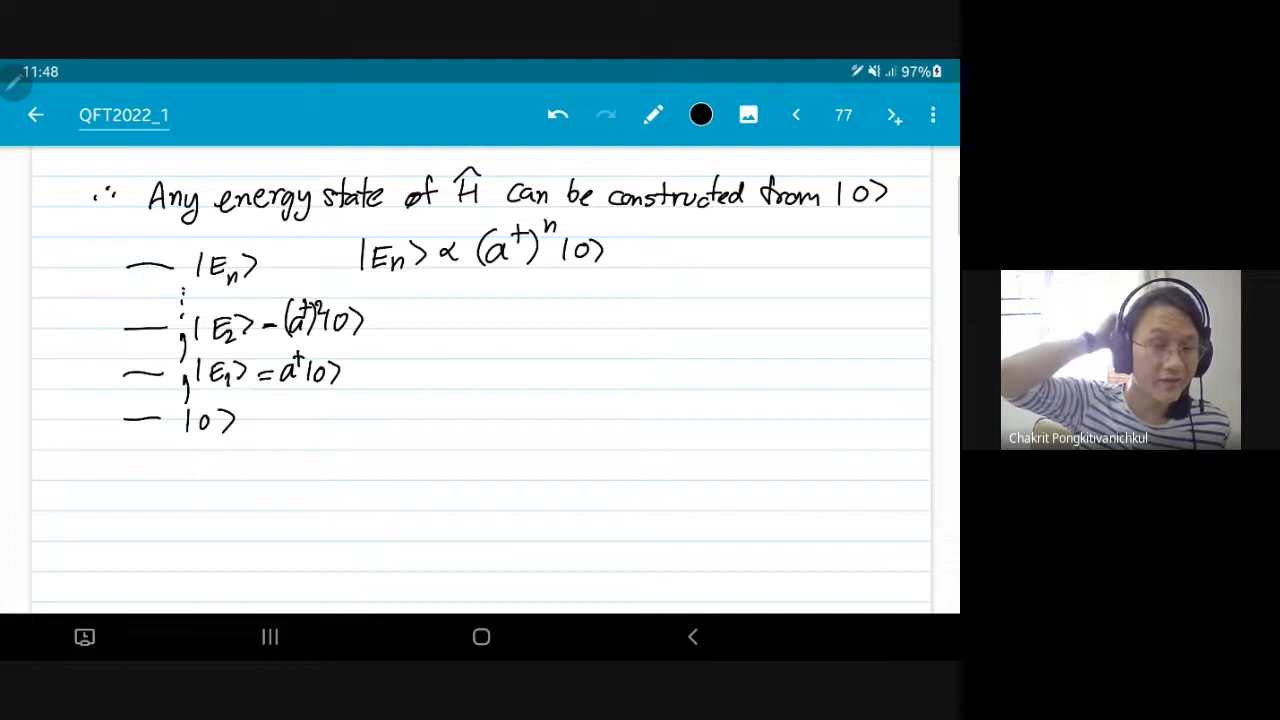 11:48
97%
QFT2022_1
77
∴ Any energy state of Ĥ can be constructed from |0>
|Eₙ> |Eₙ> ∝ (a†)ⁿ |0>
|E₂> = (a†)²|0>
|E₁> = a†|0>
|0>
Chakrit Pongkitivanichkul